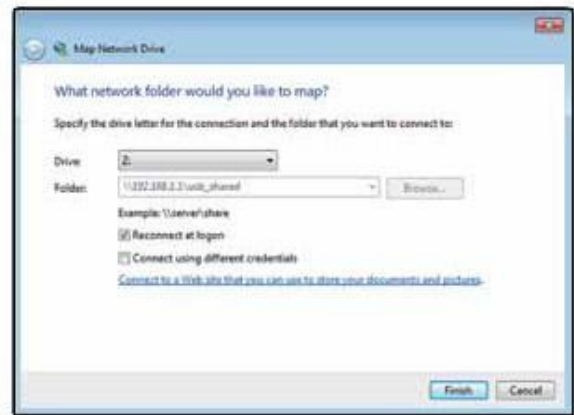 Map Network Drive
What network folder would you like to map?
Specify the drive letter for the connection and the folder that you want to connect to:
Drive: Z:
Folder: Browse...
Example: \\server\share
Reconnect at logon
Connect using different credentials
Connect to a Web site that you can use to store your documents and pictures.
Finish Cancel